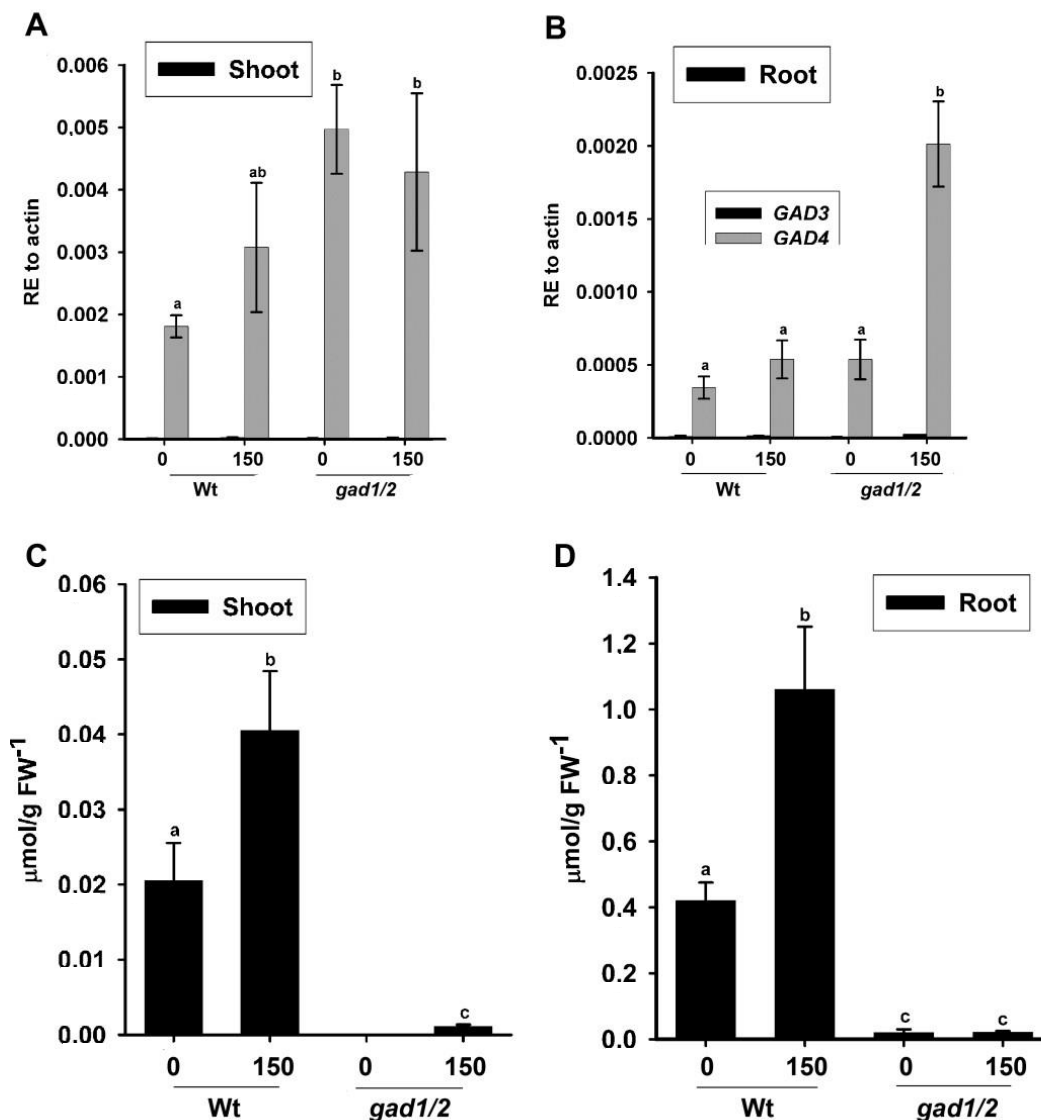 A
Shoot
0.006
0.005
0.004
0.003
0.002
0.001
0.000
RE to actin
a
ab
b
b
0
150
0
150
Wt
gad1/2
B
Root
0.0025
0.0020
0.0015
0.0010
0.0005
0.0000
RE to actin
GAD3
GAD4
a
a
a
b
0
150
0
150
Wt
gad1/2
C
Shoot
0.06
0.05
0.04
0.03
0.02
0.01
0.00
µmol/g FW-1
a
b
c
0
150
0
150
Wt
gad1/2
D
Root
1.4
1.2
1.0
0.8
0.6
0.4
0.2
0.0
µmol/g FW-1
a
b
c
c
0
150
0
150
Wt
gad1/2